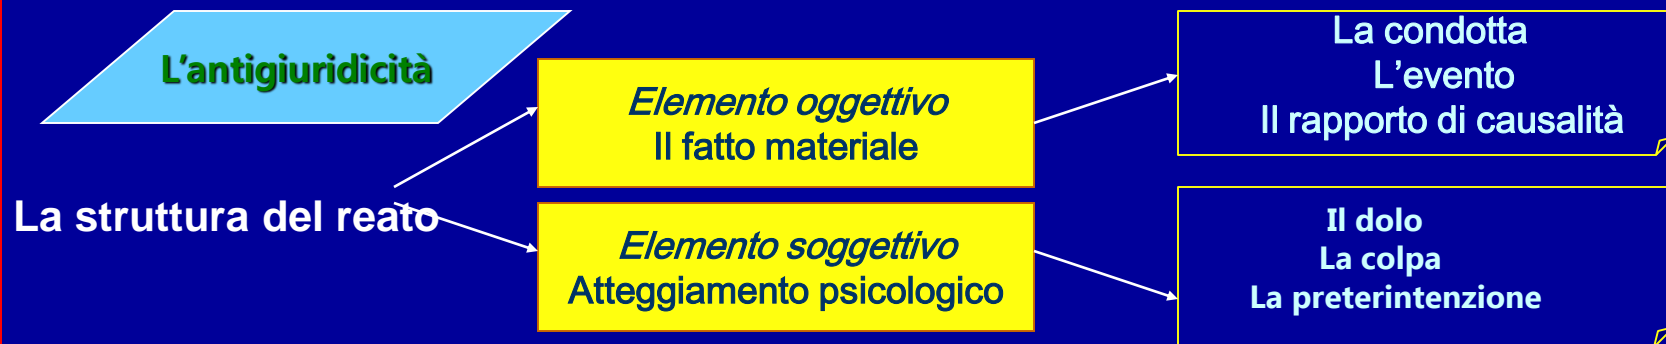 L'antigiuridicità
La struttura del reato
Elemento oggettivo
Il fatto materiale
La condotta
L'evento
Il rapporto di causalità
Elemento soggettivo
Atteggiamento psicologico
Il dolo
La colpa
La preterintenzione